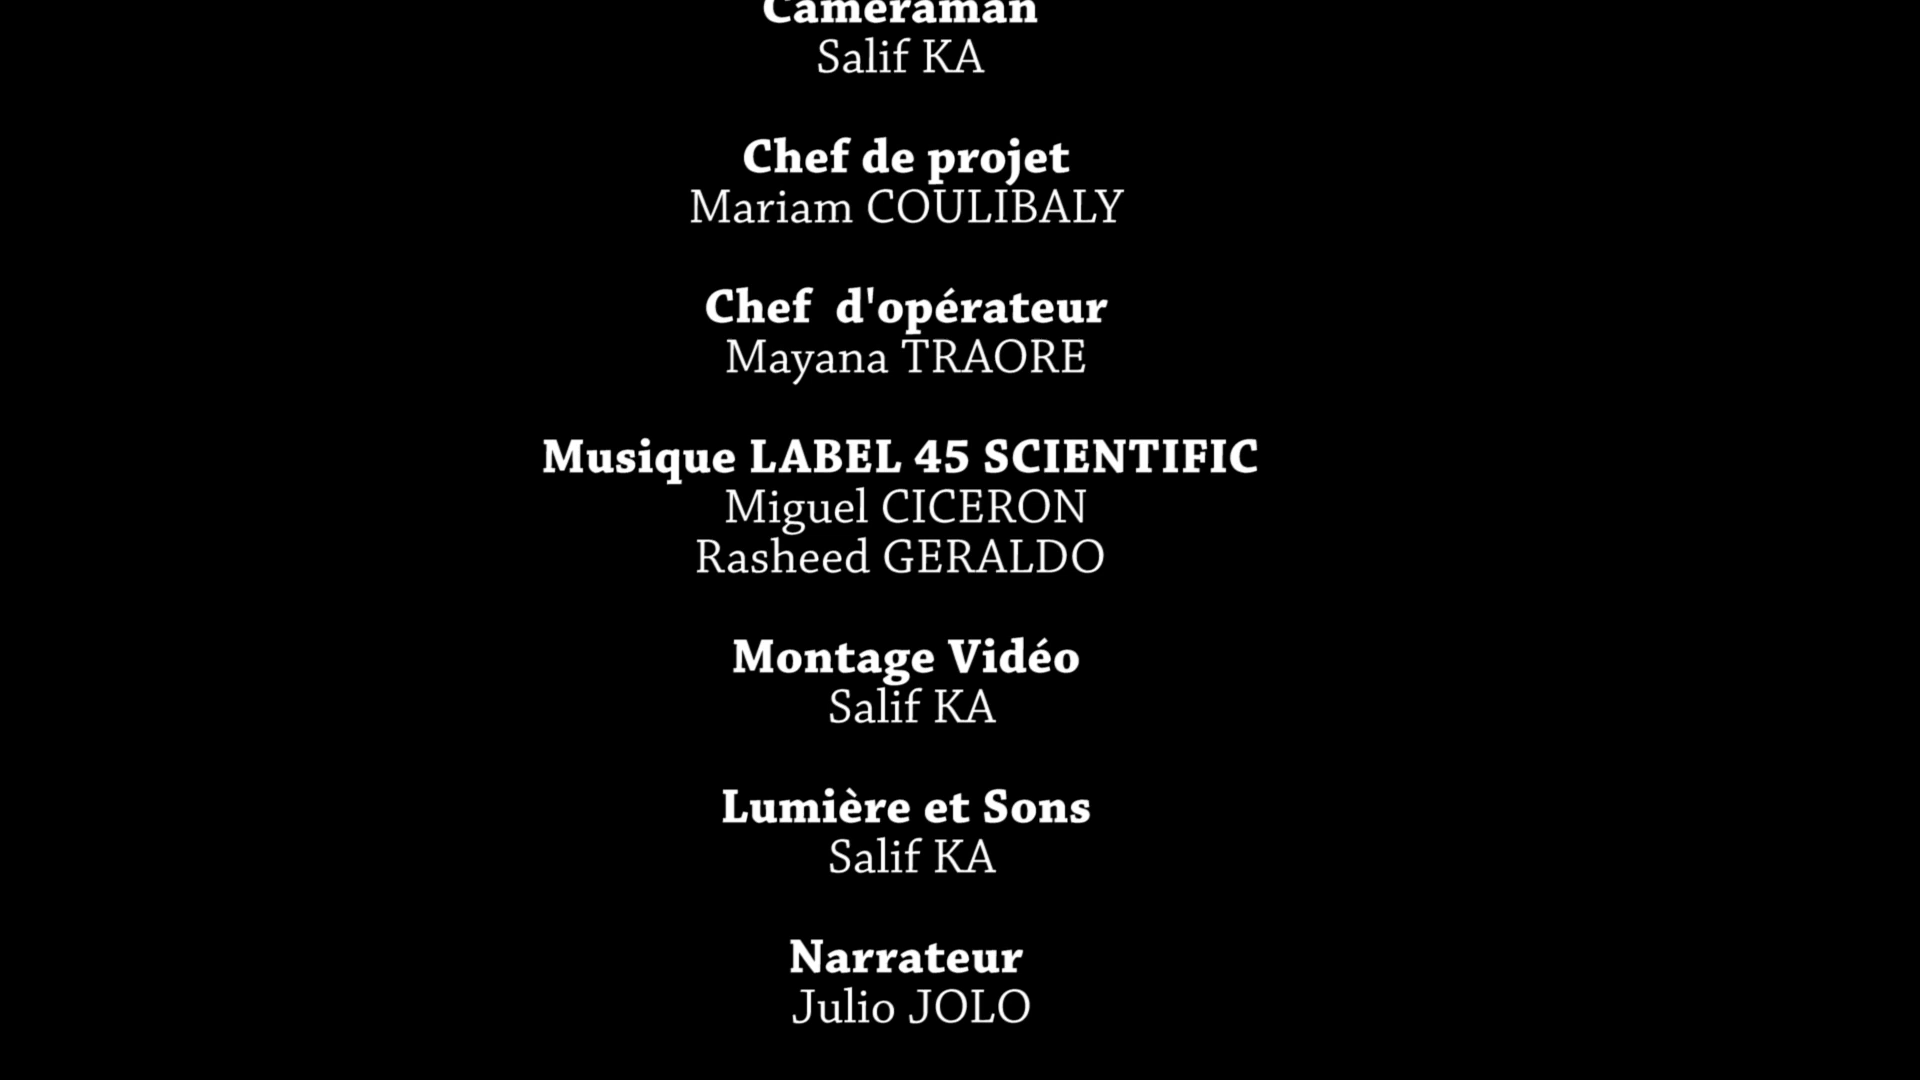 Cameraman
Salif KA
Chef de projet
Mariam COULIBALY
Chef  d'opérateur
Mayana TRAORE
Musique LABEL 45 SCIENTIFIC
Miguel CICERON
Rasheed GERALDO
Montage Vidéo
Salif KA
Lumière et Sons
Salif KA
Narrateur
Julio JOLO